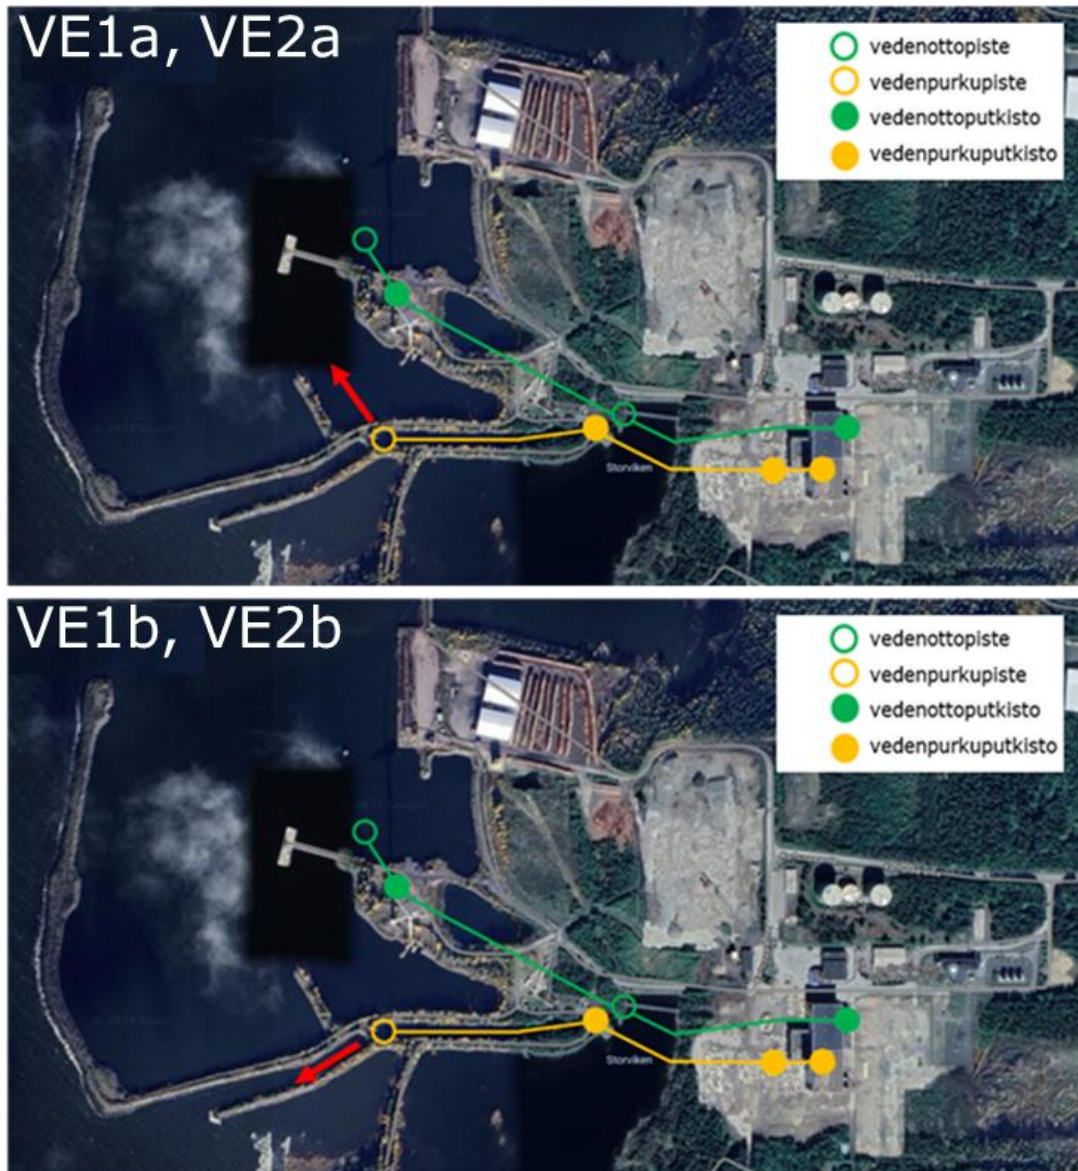 VE1a, VE2a
vedenottopiste
vedenpurkupiste
vedenottoputkisto
vedenpurkuputkisto
Storviken
VE1b, VE2b
vedenottopiste
vedenpurkupiste
vedenottoputkisto
vedenpurkuputkisto
Storviken